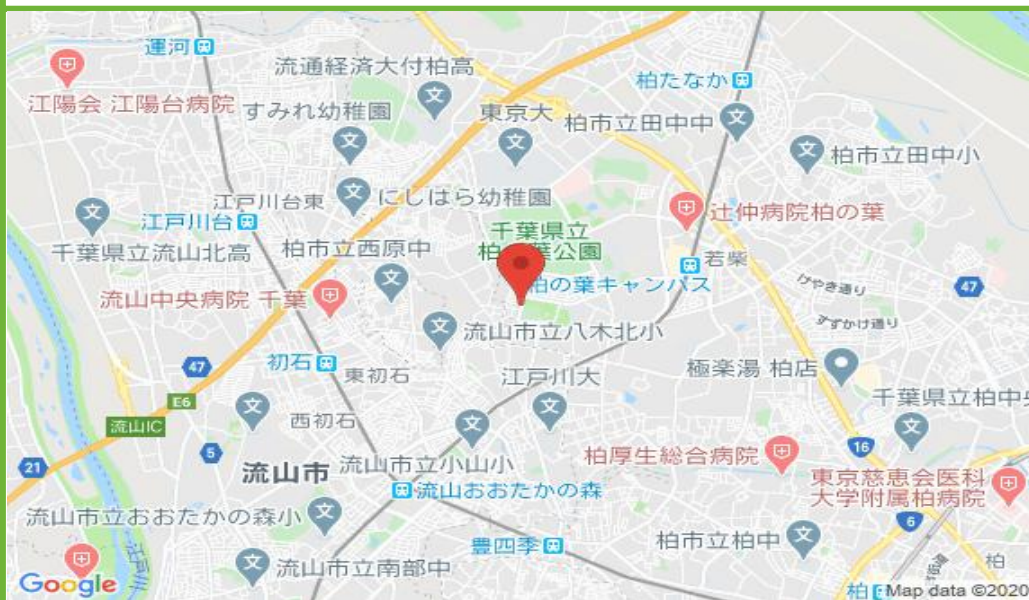 運河
流通経済大付柏高
柏たなか
江陽会 江陽台病院
すみれ幼稚園
東京大
柏市立田中中
柏市立田中小
江戸川台東
にしはら幼稚園
辻仲病院柏の葉
江戸川台
千葉県立流山北高
柏市立西原中
千葉県立
柏の葉公園
若柴
柏の葉キャンパス
けやき通り
47
流山中央病院 千葉
流山市立八木北小
すずかけ通り
初石
47
東初石
江戸川大
極楽湯 柏店
E6
千葉県立柏中央
流山IC
西初石
5
16
21
流山市
流山市立小山小
柏厚生総合病院
東京慈恵会医科
大学附属柏病院
流山おおたかの森
流山市立おおたかの森小
6
豊四季
柏市立柏中
江戸川
流山市立南部中
柏
柏
Google
Map data ©2020